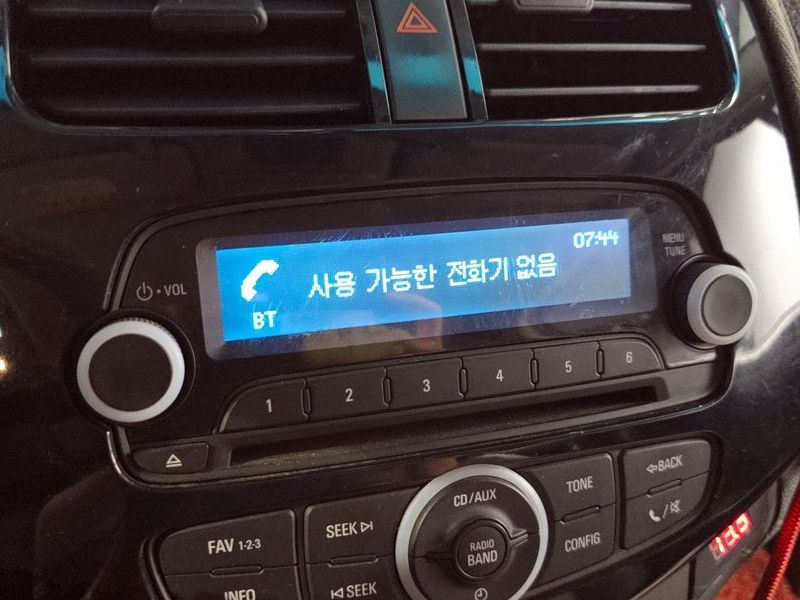 07:44
사용 가능한 전화기 없음
BT
VOL
MENU
TUNE
1 2 3 4 5 6
FAV 1-2-3
SEEK
CD/AUX
TONE
BACK
RADIO
BAND
CONFIG
INFO
SEEK